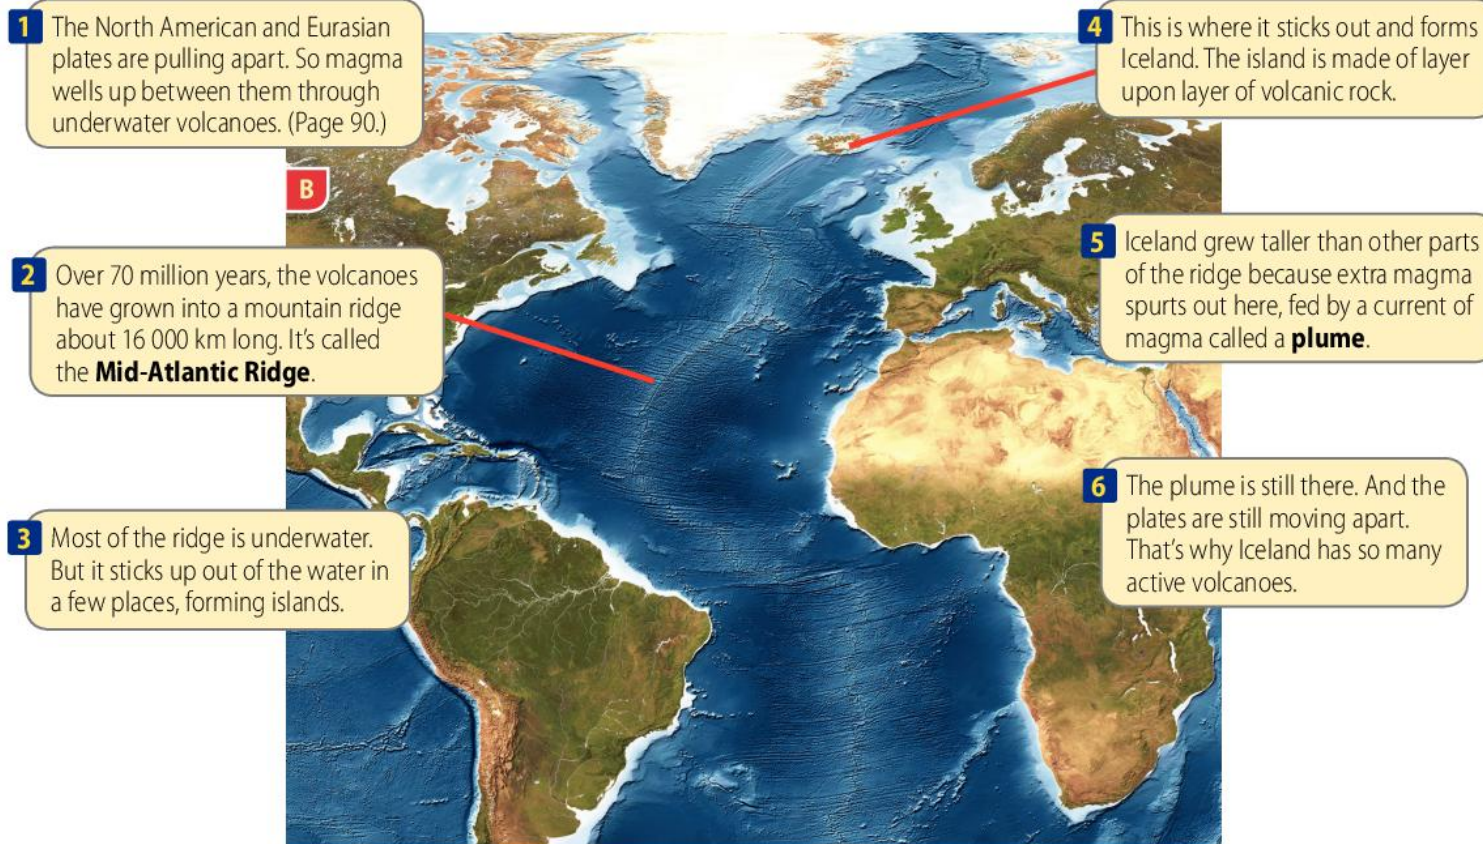 1
The North American and Eurasian
plates are pulling apart. So magma
wells up between them through
underwater volcanoes. (Page 90.)
B
2
Over 70 million years, the volcanoes
have grown into a mountain ridge
about 16 000 km long. It's called
the Mid-Atlantic Ridge.
3
Most of the ridge is underwater.
But it sticks up out of the water in
a few places, forming islands.
4
This is where it sticks out and forms
Iceland. The island is made of layer
upon layer of volcanic rock.
5
Iceland grew taller than other parts
of the ridge because extra magma
spurts out here, fed by a current of
magma called a plume.
6
The plume is still there. And the
plates are still moving apart.
That's why Iceland has so many
active volcanoes.